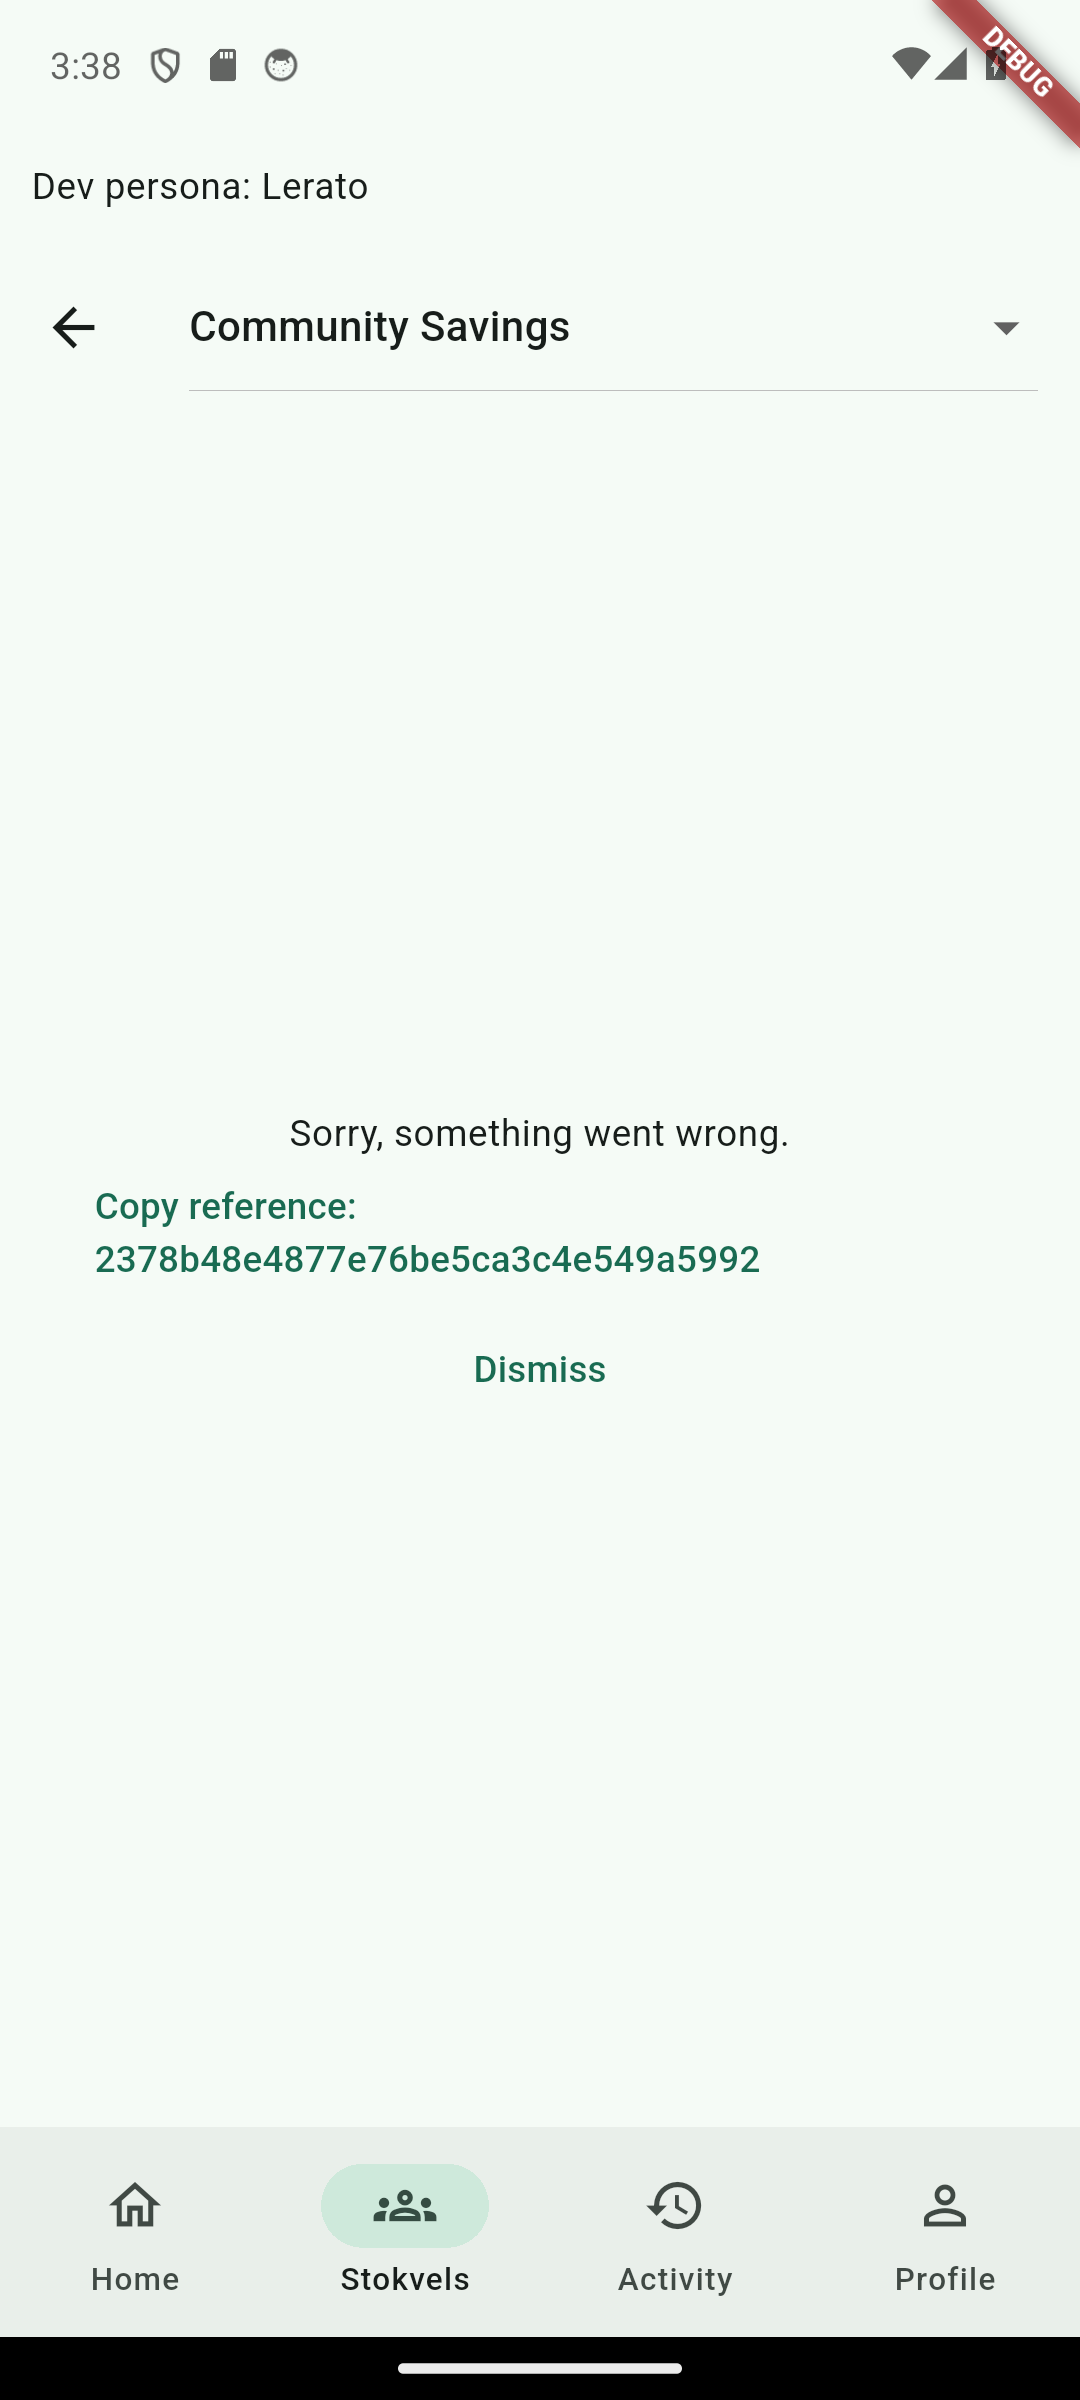 3:38
DEBUG
Dev persona: Lerato
Community Savings
Sorry, something went wrong.
Copy reference:
2378b48e4877e76be5ca3c4e549a5992
Dismiss
Home
Stokvels
Activity
Profile